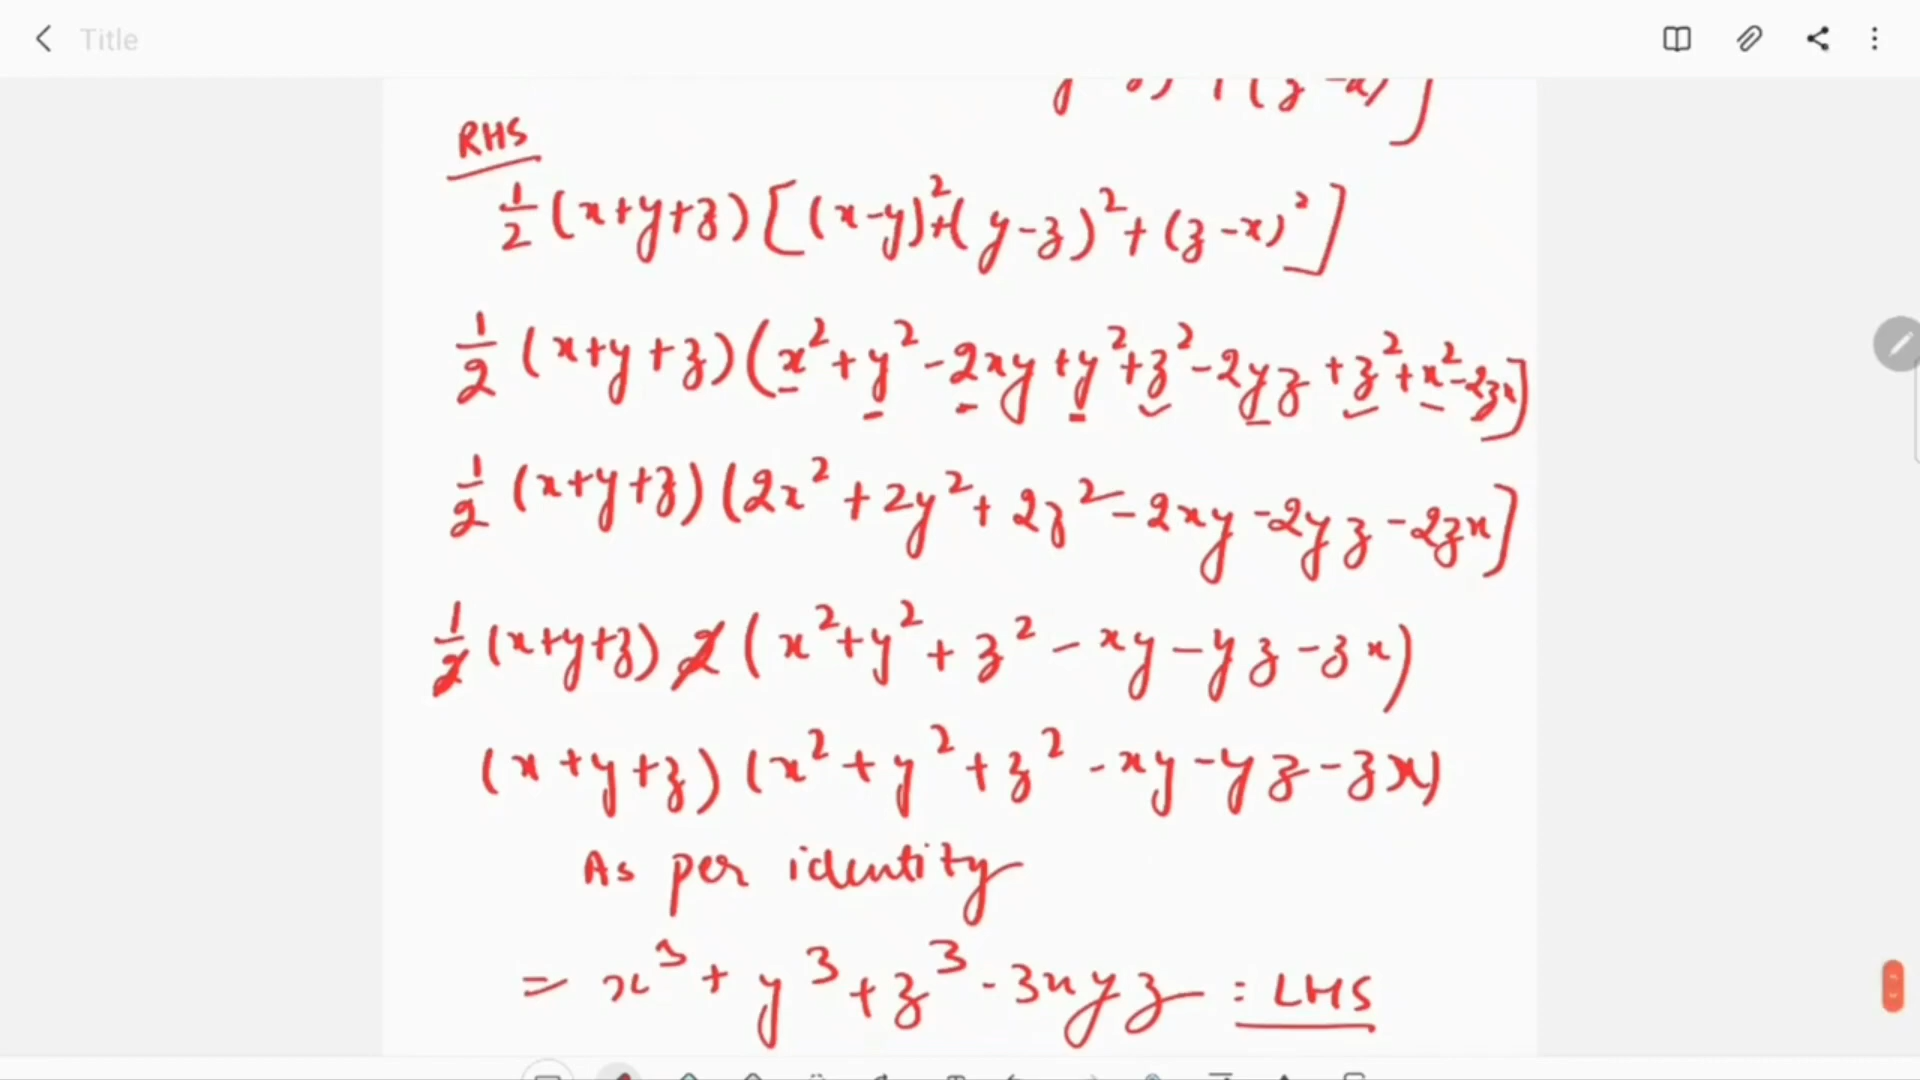 Title
RHS
1/2 (x+y+z) [(x-y)²+(y-z)²+(z-x)²]
1/2 (x+y+z) (x²+y²-2xy+y²+z²-2yz+z²+x²-2zx]
1/2 (x+y+z) (2x²+2y²+2z²-2xy-2yz-2zx]
1/2 (x+y+z) 2 (x²+y²+z²-xy-yz-zx)
(x+y+z) (x²+y²+z²-xy-yz-zx)
As per identity
= x³+y³+z³-3xyz = LHS